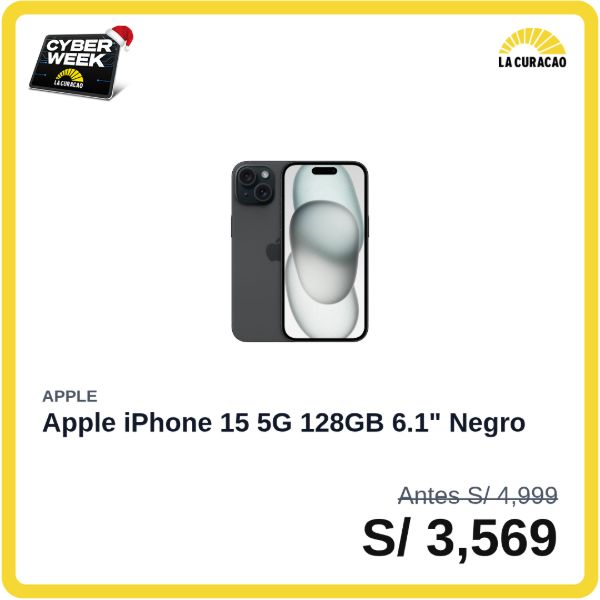 CYBER
WEEK
LA CURACAO
LA CURACAO
APPLE
Apple iPhone 15 5G 128GB 6.1" Negro
Antes S/ 4,999
S/ 3,569